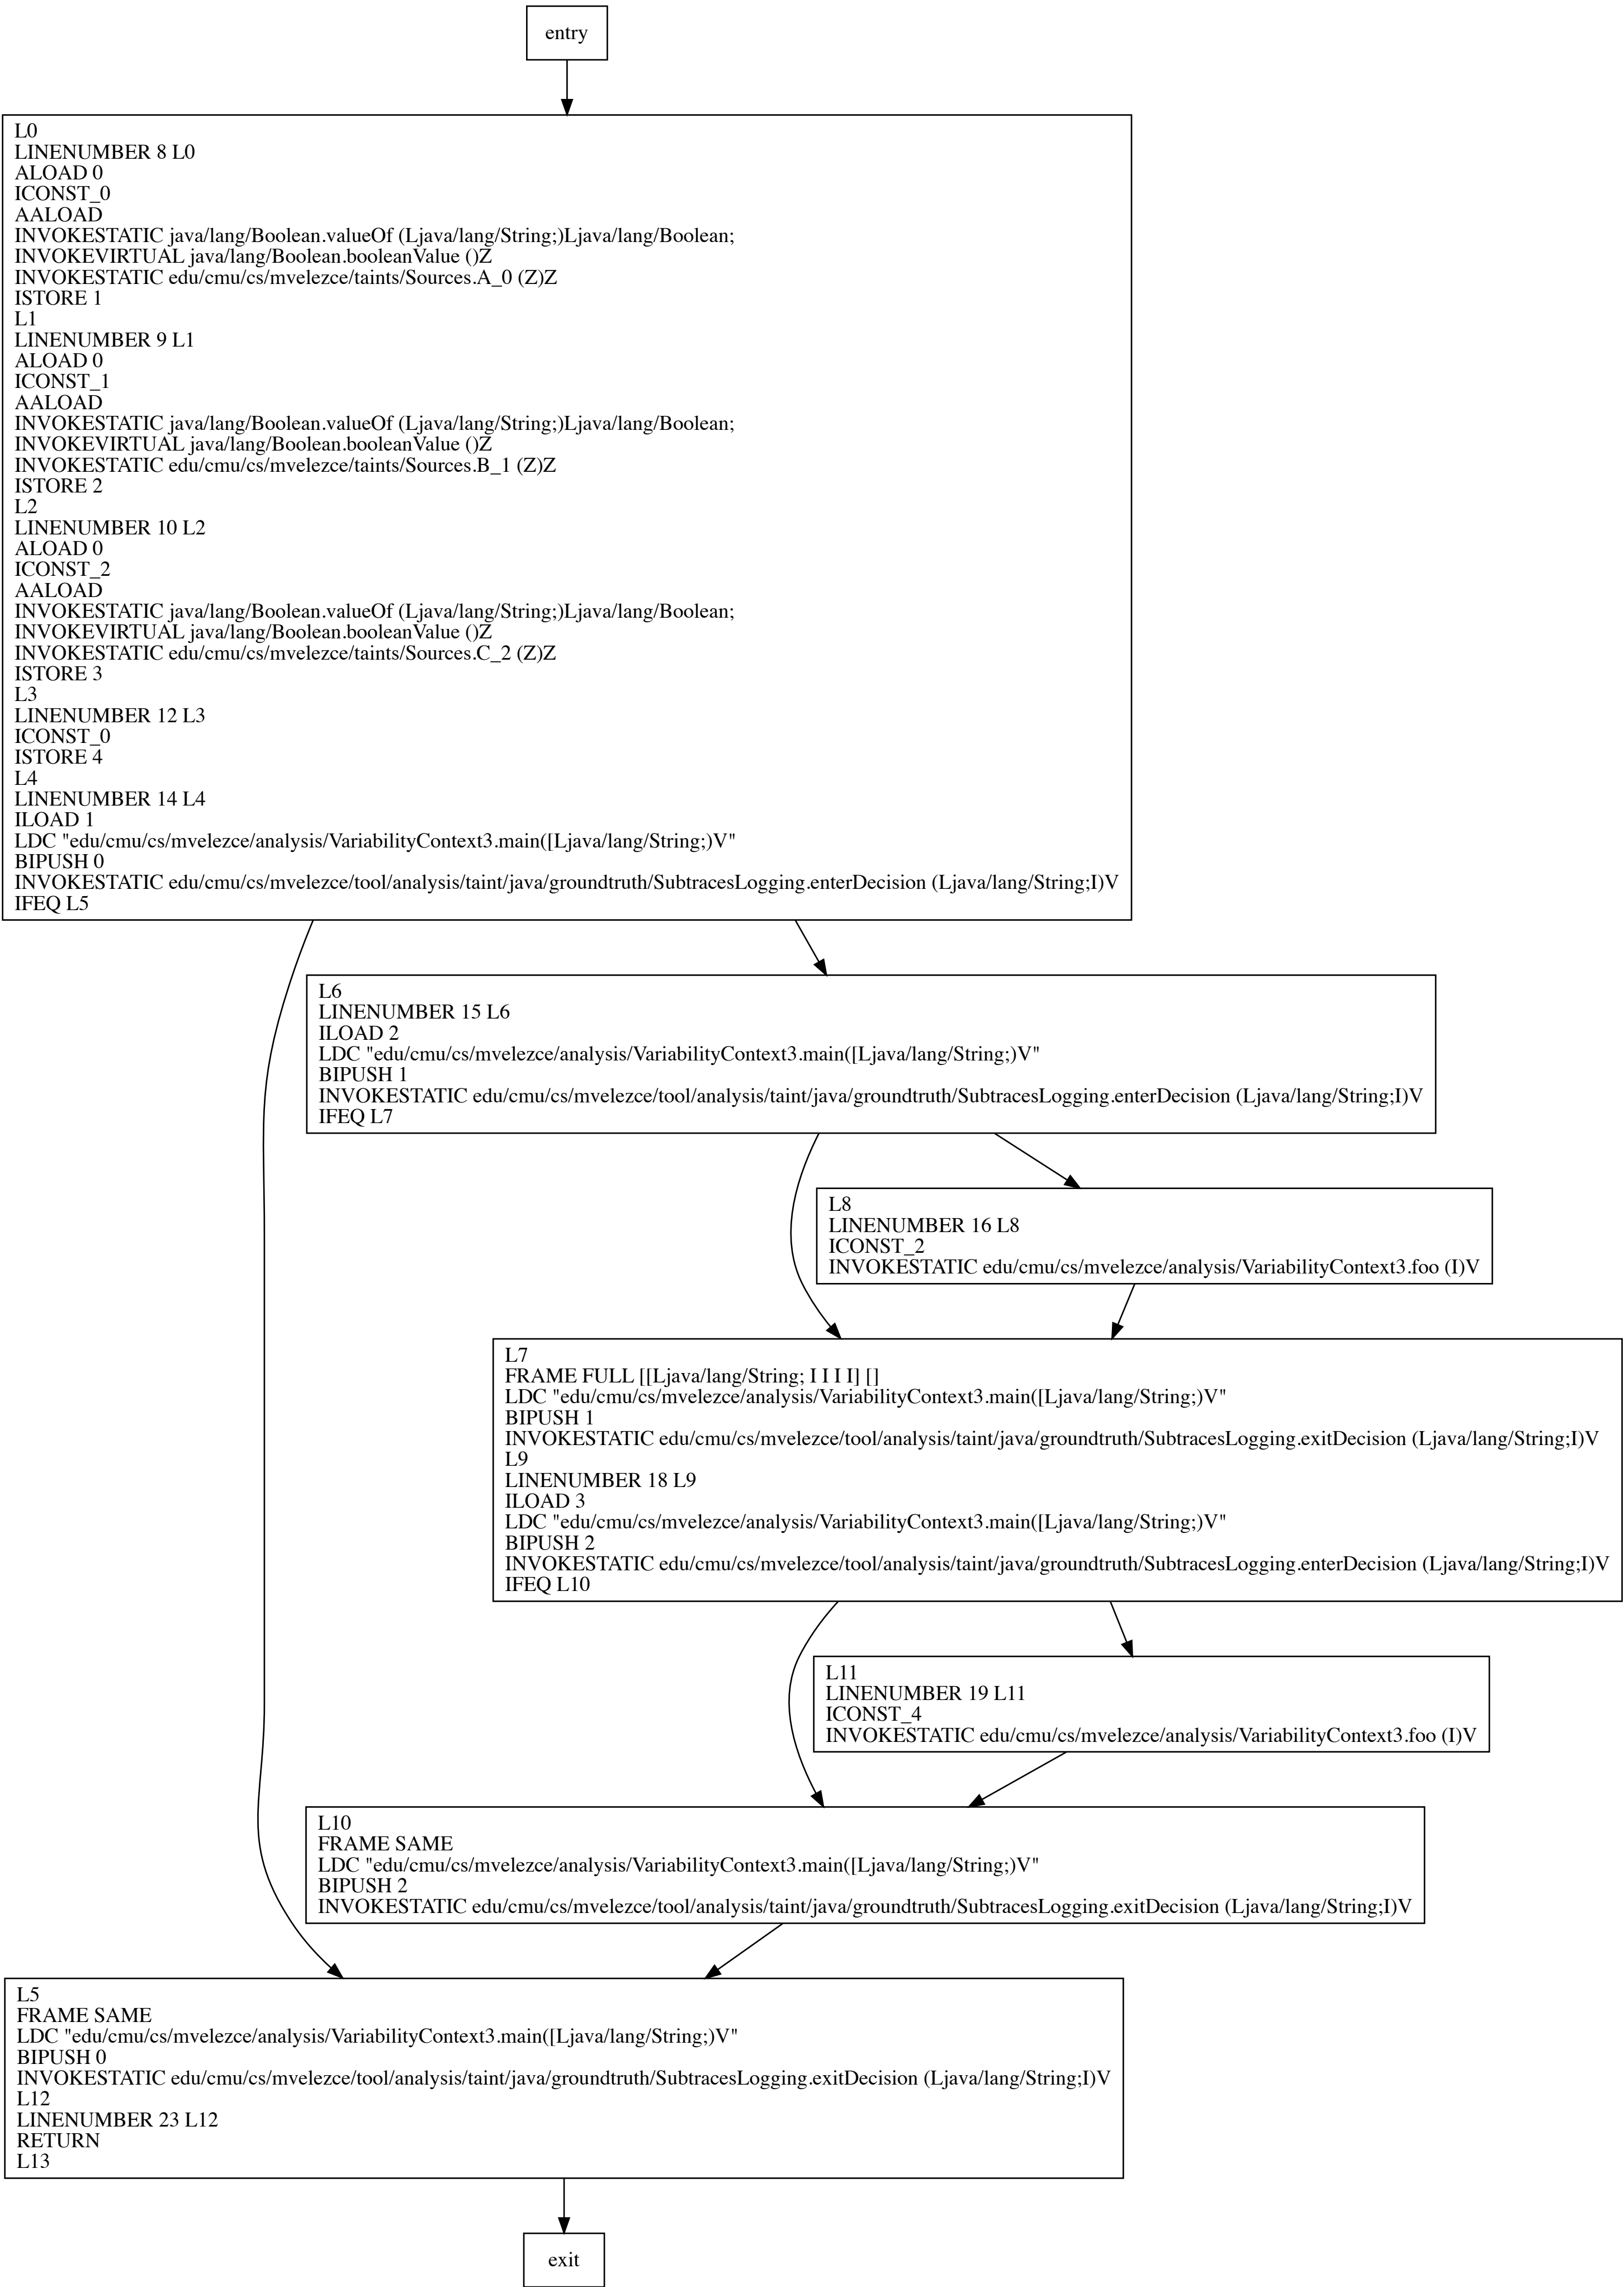 entry
L0
LINENUMBER 8 L0
ALOAD 0
ICONST_0
AALOAD
INVOKESTATIC java/lang/Boolean.valueOf (Ljava/lang/String;)Ljava/lang/Boolean;
INVOKEVIRTUAL java/lang/Boolean.booleanValue ()Z
INVOKESTATIC edu/cmu/cs/mvelezce/taints/Sources.A_0 (Z)Z
ISTORE 1
L1
LINENUMBER 9 L1
ALOAD 0
ICONST_1
AALOAD
INVOKESTATIC java/lang/Boolean.valueOf (Ljava/lang/String;)Ljava/lang/Boolean;
INVOKEVIRTUAL java/lang/Boolean.booleanValue ()Z
INVOKESTATIC edu/cmu/cs/mvelezce/taints/Sources.B_1 (Z)Z
ISTORE 2
L2
LINENUMBER 10 L2
ALOAD 0
ICONST_2
AALOAD
INVOKESTATIC java/lang/Boolean.valueOf (Ljava/lang/String;)Ljava/lang/Boolean;
INVOKEVIRTUAL java/lang/Boolean.booleanValue ()Z
INVOKESTATIC edu/cmu/cs/mvelezce/taints/Sources.C_2 (Z)Z
ISTORE 3
L3
LINENUMBER 12 L3
ICONST_0
ISTORE 4
L4
LINENUMBER 14 L4
ILOAD 1
LDC "edu/cmu/cs/mvelezce/analysis/VariabilityContext3.main([Ljava/lang/String;)V"
BIPUSH 0
INVOKESTATIC edu/cmu/cs/mvelezce/tool/analysis/taint/java/groundtruth/SubtracesLogging.enterDecision (Ljava/lang/String;I)V
IFEQ L5
L6
LINENUMBER 15 L6
ILOAD 2
LDC "edu/cmu/cs/mvelezce/analysis/VariabilityContext3.main([Ljava/lang/String;)V"
BIPUSH 1
INVOKESTATIC edu/cmu/cs/mvelezce/tool/analysis/taint/java/groundtruth/SubtracesLogging.enterDecision (Ljava/lang/String;I)V
IFEQ L7
L8
LINENUMBER 16 L8
ICONST_2
INVOKESTATIC edu/cmu/cs/mvelezce/analysis/VariabilityContext3.foo (I)V
L7
FRAME FULL [[Ljava/lang/String; I I I I] []
LDC "edu/cmu/cs/mvelezce/analysis/VariabilityContext3.main([Ljava/lang/String;)V"
BIPUSH 1
INVOKESTATIC edu/cmu/cs/mvelezce/tool/analysis/taint/java/groundtruth/SubtracesLogging.exitDecision (Ljava/lang/String;I)V
L9
LINENUMBER 18 L9
ILOAD 3
LDC "edu/cmu/cs/mvelezce/analysis/VariabilityContext3.main([Ljava/lang/String;)V"
BIPUSH 2
INVOKESTATIC edu/cmu/cs/mvelezce/tool/analysis/taint/java/groundtruth/SubtracesLogging.enterDecision (Ljava/lang/String;I)V
IFEQ L10
L11
LINENUMBER 19 L11
ICONST_4
INVOKESTATIC edu/cmu/cs/mvelezce/analysis/VariabilityContext3.foo (I)V
L10
FRAME SAME
LDC "edu/cmu/cs/mvelezce/analysis/VariabilityContext3.main([Ljava/lang/String;)V"
BIPUSH 2
INVOKESTATIC edu/cmu/cs/mvelezce/tool/analysis/taint/java/groundtruth/SubtracesLogging.exitDecision (Ljava/lang/String;I)V
L5
FRAME SAME
LDC "edu/cmu/cs/mvelezce/analysis/VariabilityContext3.main([Ljava/lang/String;)V"
BIPUSH 0
INVOKESTATIC edu/cmu/cs/mvelezce/tool/analysis/taint/java/groundtruth/SubtracesLogging.exitDecision (Ljava/lang/String;I)V
L12
LINENUMBER 23 L12
RETURN
L13
exit